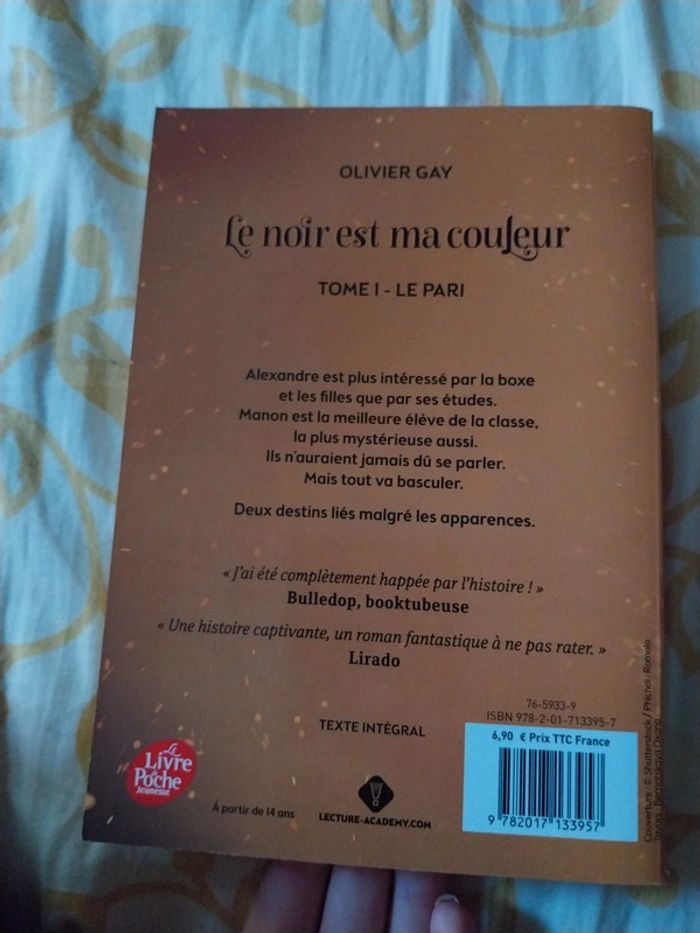 OLIVIER GAY
Le noir est ma couleur
TOME I - LE PARI
Alexandre est plus intéressé par la boxe
et les filles que par ses études.
Manon est la meilleure élève de la classe,
la plus mystérieuse aussi.
Ils n'auraient jamais dû se parler.
Mais tout va basculer.
Deux destins liés malgré les apparences.
« J'ai été complètement happée par l'histoire ! »
Bulledop, booktubeuse
« Une histoire captivante, un roman fantastique à ne pas rater. »
Lirado
76-5933-9
ISBN 978-2-01-713395-7
6,90 € Prix TTC France
9 782017 133957
TEXTE INTÉGRAL
Le
Livre
de
Poche
Jeunesse
À partir de 14 ans
LECTURE-ACADEMY.COM
Couverture : © Shutterstock / Phichai ; Romolo